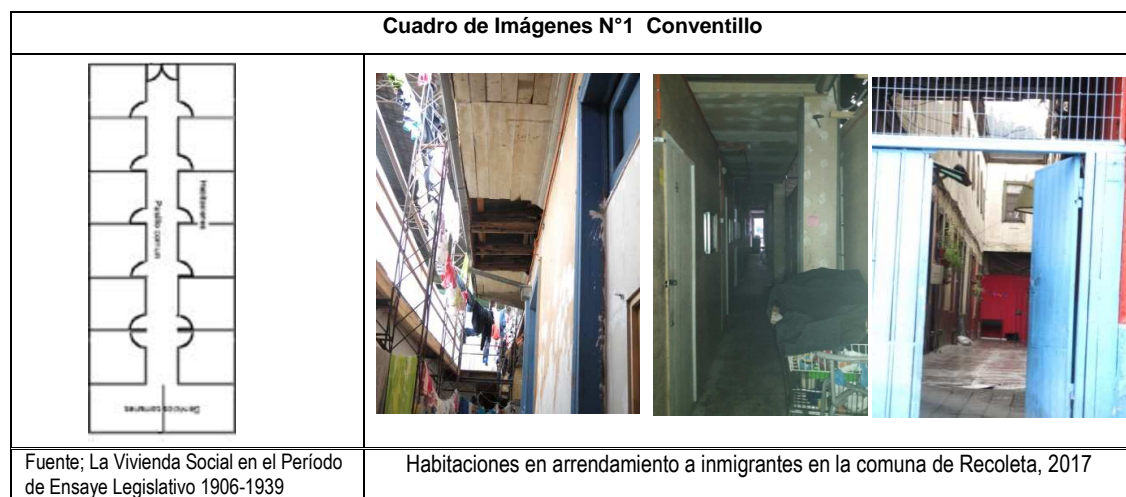 Cuadro de Imágenes N°1 Conventillo
Habitaciones
Pasillo común
Servicios comunes
Fuente; La Vivienda Social en el Período
de Ensaye Legislativo 1906-1939
Habitaciones en arrendamiento a inmigrantes en la comuna de Recoleta, 2017